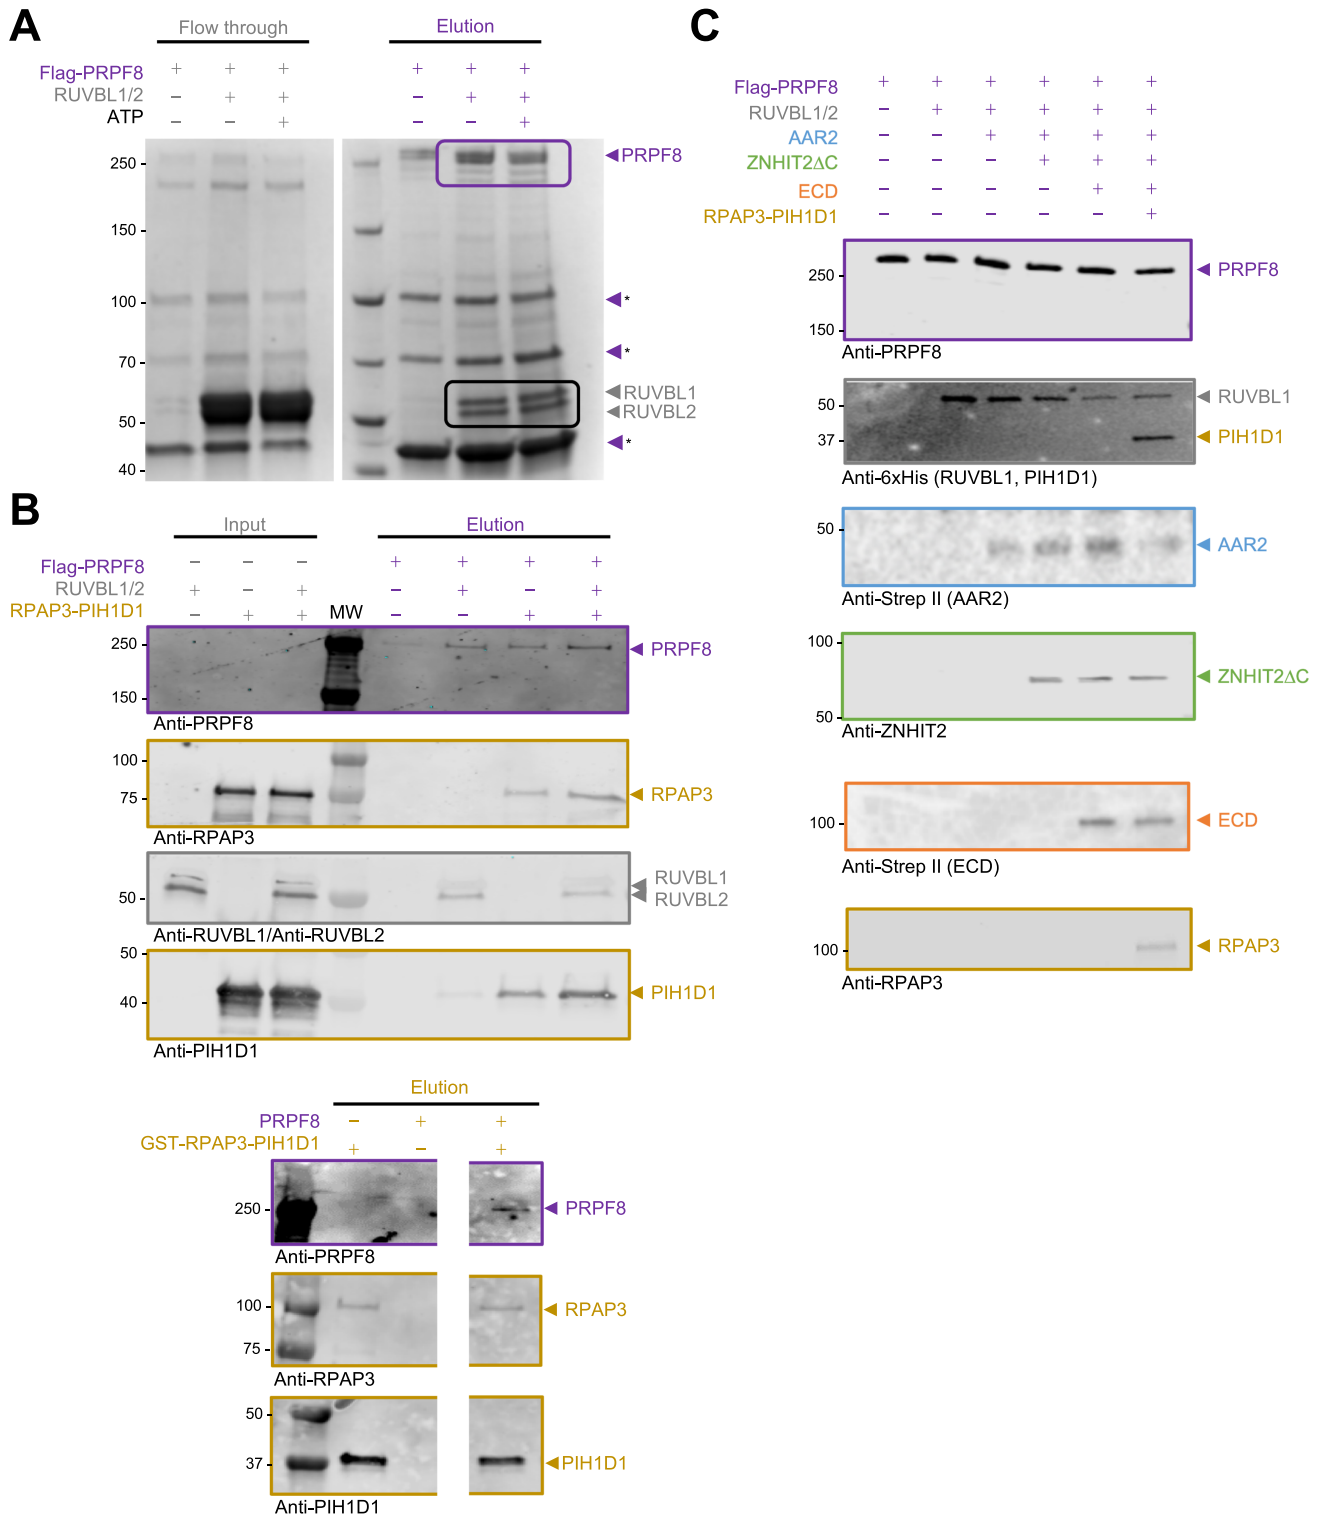 A
Flow through
Elution
Flag-PRPF8 + + + + + +
RUVBL1/2 – + + – + +
ATP – – + – – +
250
150
100
70
50
40
PRPF8
*
*
RUVBL1
RUVBL2
*
B
Input
Elution
Flag-PRPF8 – – – + + + +
RUVBL1/2 + – + – + – +
RPAP3-PIH1D1 – + + MW – – + +
250
150
PRPF8
Anti-PRPF8
100
75
RPAP3
Anti-RPAP3
50
RUVBL1
RUVBL2
Anti-RUVBL1/Anti-RUVBL2
50
40
PIH1D1
Anti-PIH1D1
Elution
PRPF8 – + +
GST-RPAP3-PIH1D1 + – +
250
PRPF8
Anti-PRPF8
100
75
RPAP3
Anti-RPAP3
50
37
PIH1D1
Anti-PIH1D1
C
Flag-PRPF8 + + + + + +
RUVBL1/2 – + + + + +
AAR2 – – + + + +
ZNHIT2ΔC – – – + + +
ECD – – – – + +
RPAP3-PIH1D1 – – – – – +
250
150
PRPF8
Anti-PRPF8
50
37
RUVBL1
PIH1D1
Anti-6xHis (RUVBL1, PIH1D1)
50
AAR2
Anti-Strep II (AAR2)
100
50
ZNHIT2ΔC
Anti-ZNHIT2
100
ECD
Anti-Strep II (ECD)
100
RPAP3
Anti-RPAP3